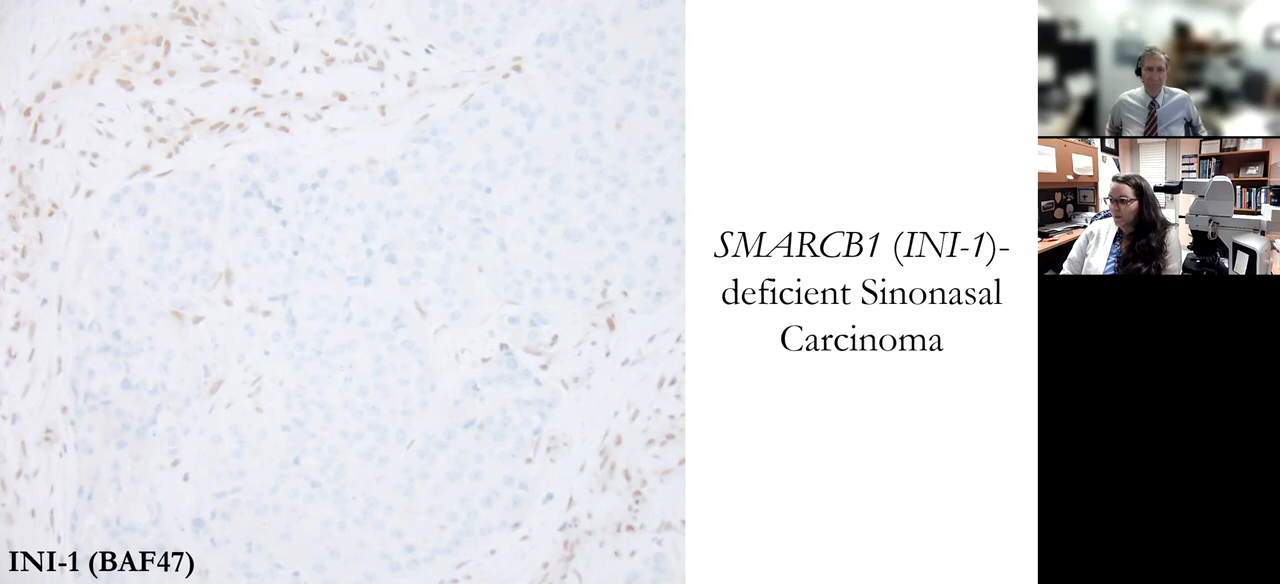 SMARCB1 (INI-1)-
deficient Sinonasal
Carcinoma
INI-1 (BAF47)